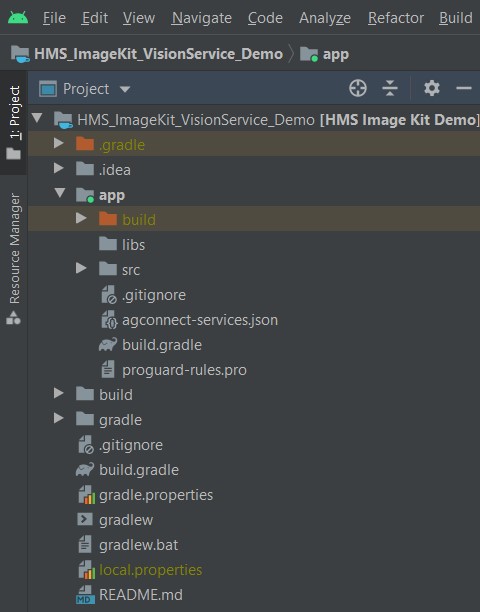 File Edit View Navigate Code Analyze Refactor Build
HMS_ImageKit_VisionService_Demo app
1: Project
Resource Manager
Project
HMS_ImageKit_VisionService_Demo [HMS Image Kit Demo]
.gradle
.idea
app
build
libs
src
.gitignore
agconnect-services.json
build.gradle
proguard-rules.pro
build
gradle
.gitignore
build.gradle
gradle.properties
gradlew
gradlew.bat
local.properties
MD README.md